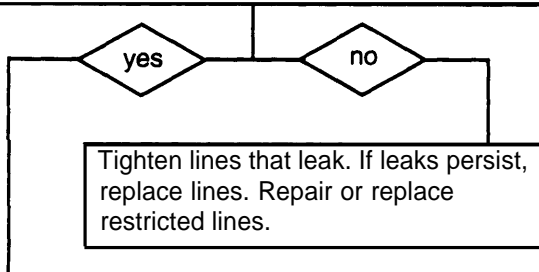 yes
no
Tighten lines that leak. If leaks persist,
replace lines. Repair or replace
restricted lines.